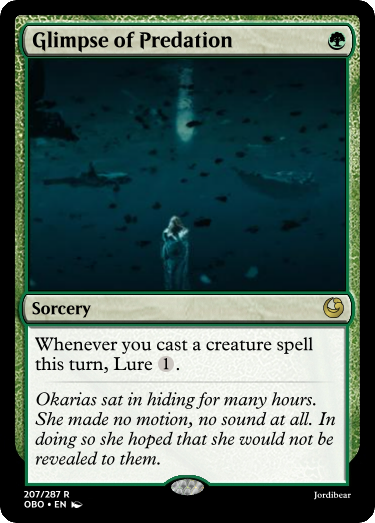 Glimpse of Predation
Sorcery
Whenever you cast a creature spell
this turn, Lure 1.
Okarias sat in hiding for many hours.
She made no motion, no sound at all. In
doing so she hoped that she would not be
revealed to them.
207/287 R
OBO • EN
Jordibear